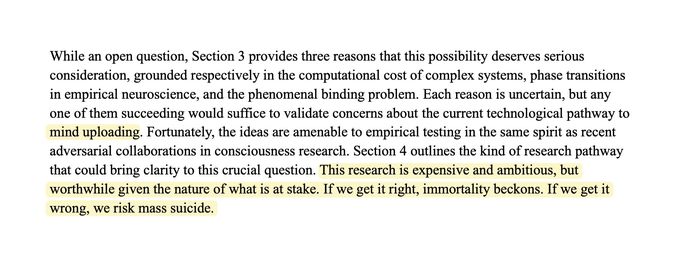 While an open question, Section 3 provides three reasons that this possibility deserves serious
consideration, grounded respectively in the computational cost of complex systems, phase transitions
in empirical neuroscience, and the phenomenal binding problem. Each reason is uncertain, but any
one of them succeeding would suffice to validate concerns about the current technological pathway to
mind uploading. Fortunately, the ideas are amenable to empirical testing in the same spirit as recent
adversarial collaborations in consciousness research. Section 4 outlines the kind of research pathway
that could bring clarity to this crucial question. This research is expensive and ambitious, but
worthwhile given the nature of what is at stake. If we get it right, immortality beckons. If we get it
wrong, we risk mass suicide.